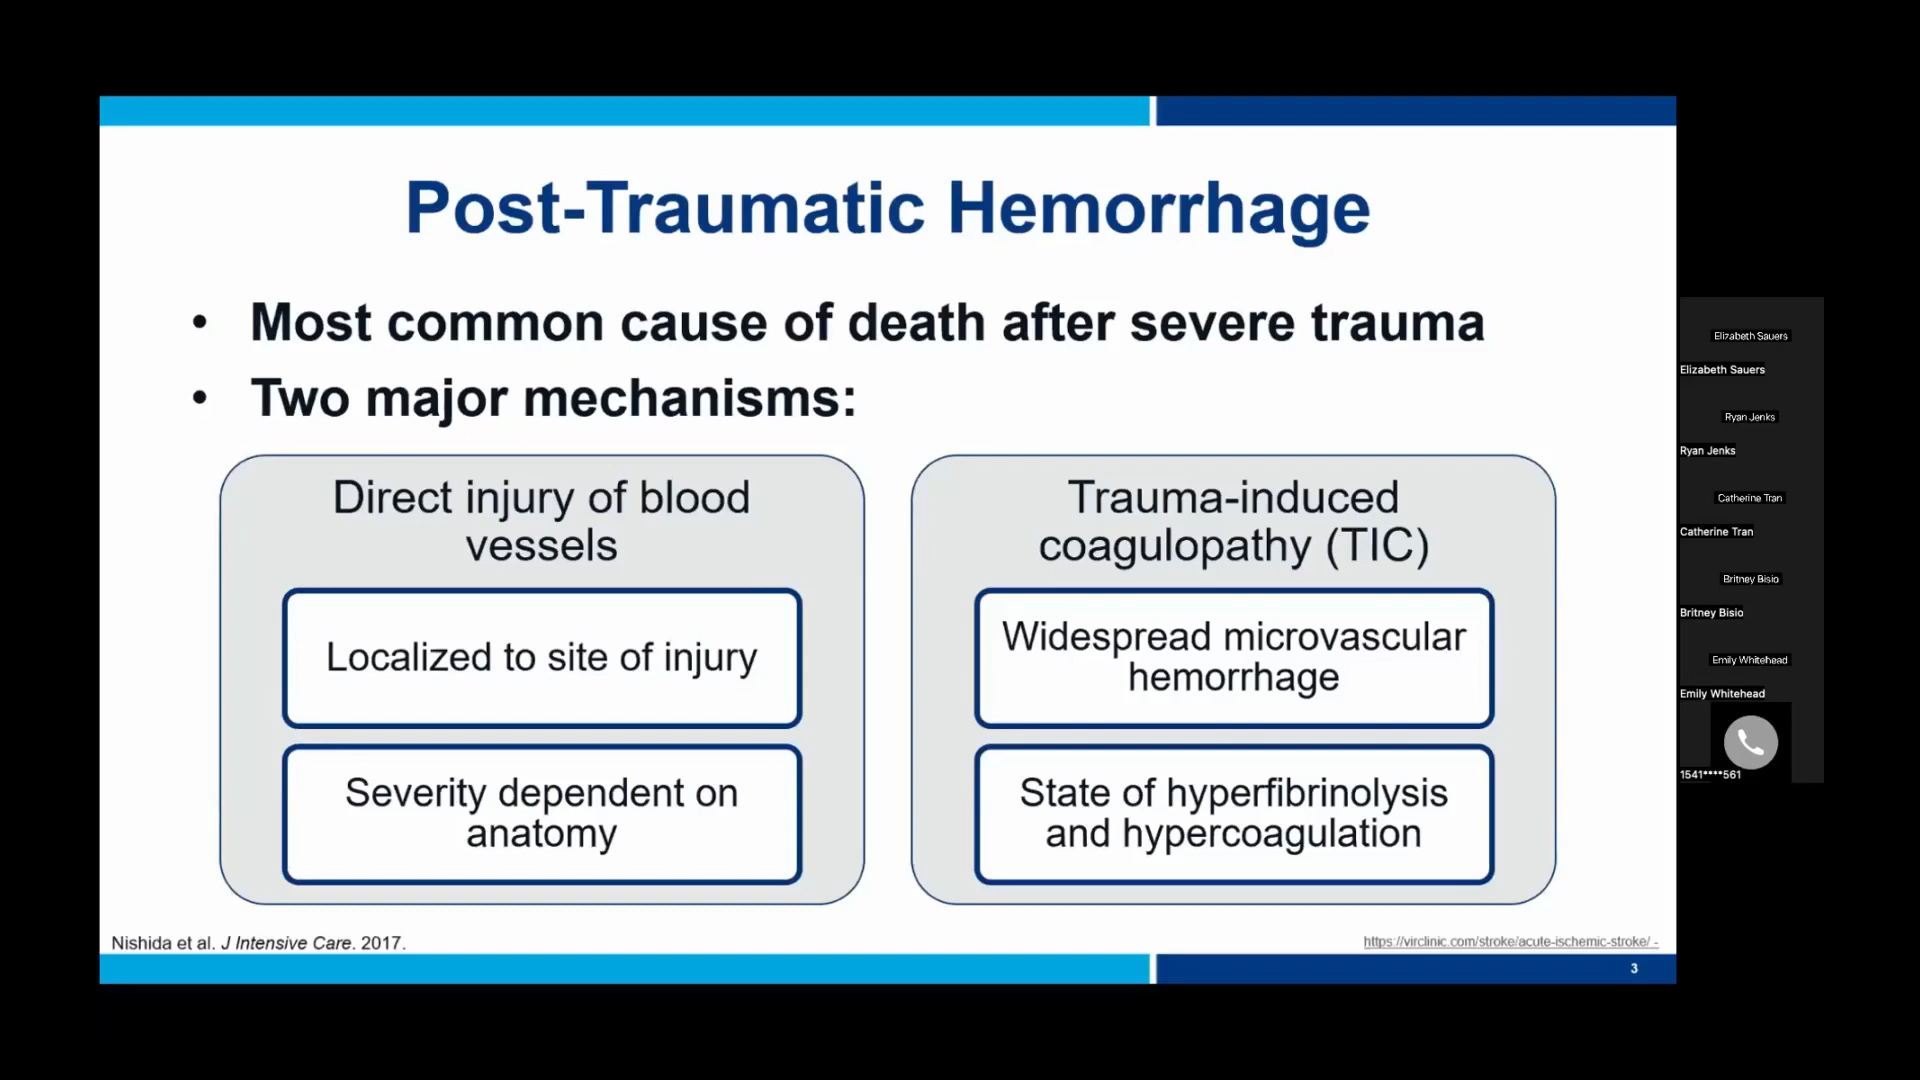 Post-Traumatic Hemorrhage
• Most common cause of death after severe trauma
• Two major mechanisms:
Direct injury of blood
vessels
Localized to site of injury
Severity dependent on
anatomy
Trauma-induced
coagulopathy (TIC)
Widespread microvascular
hemorrhage
State of hyperfibrinolysis
and hypercoagulation
Nishida et al. J Intensive Care. 2017.
https://virclinic.com/stroke/acute-ischemic-stroke/ -
3
Elizabeth Sauers
Elizabeth Sauers
Ryan Jenks
Ryan Jenks
Catherine Tran
Catherine Tran
Britney Bisio
Britney Bisio
Emily Whitehead
Emily Whitehead
1541****561